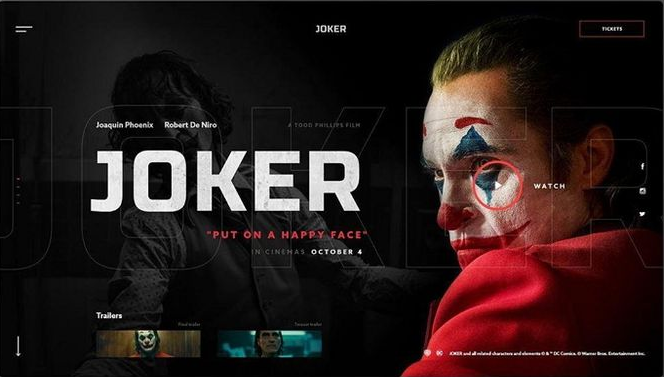 JOKER
TICKETS
JOKER
Joaquin Phoenix Robert De Niro
A TODD PHILLIPS FILM
JOKER
WATCH
"PUT ON A HAPPY FACE"
IN CINEMAS OCTOBER 4
Trailers
Final trailer
Teaser trailer
JOKER and all related characters and elements © & ™ DC Comics. © Warner Bros. Entertainment Inc.